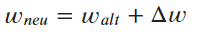 w_neu = w_alt + Δw